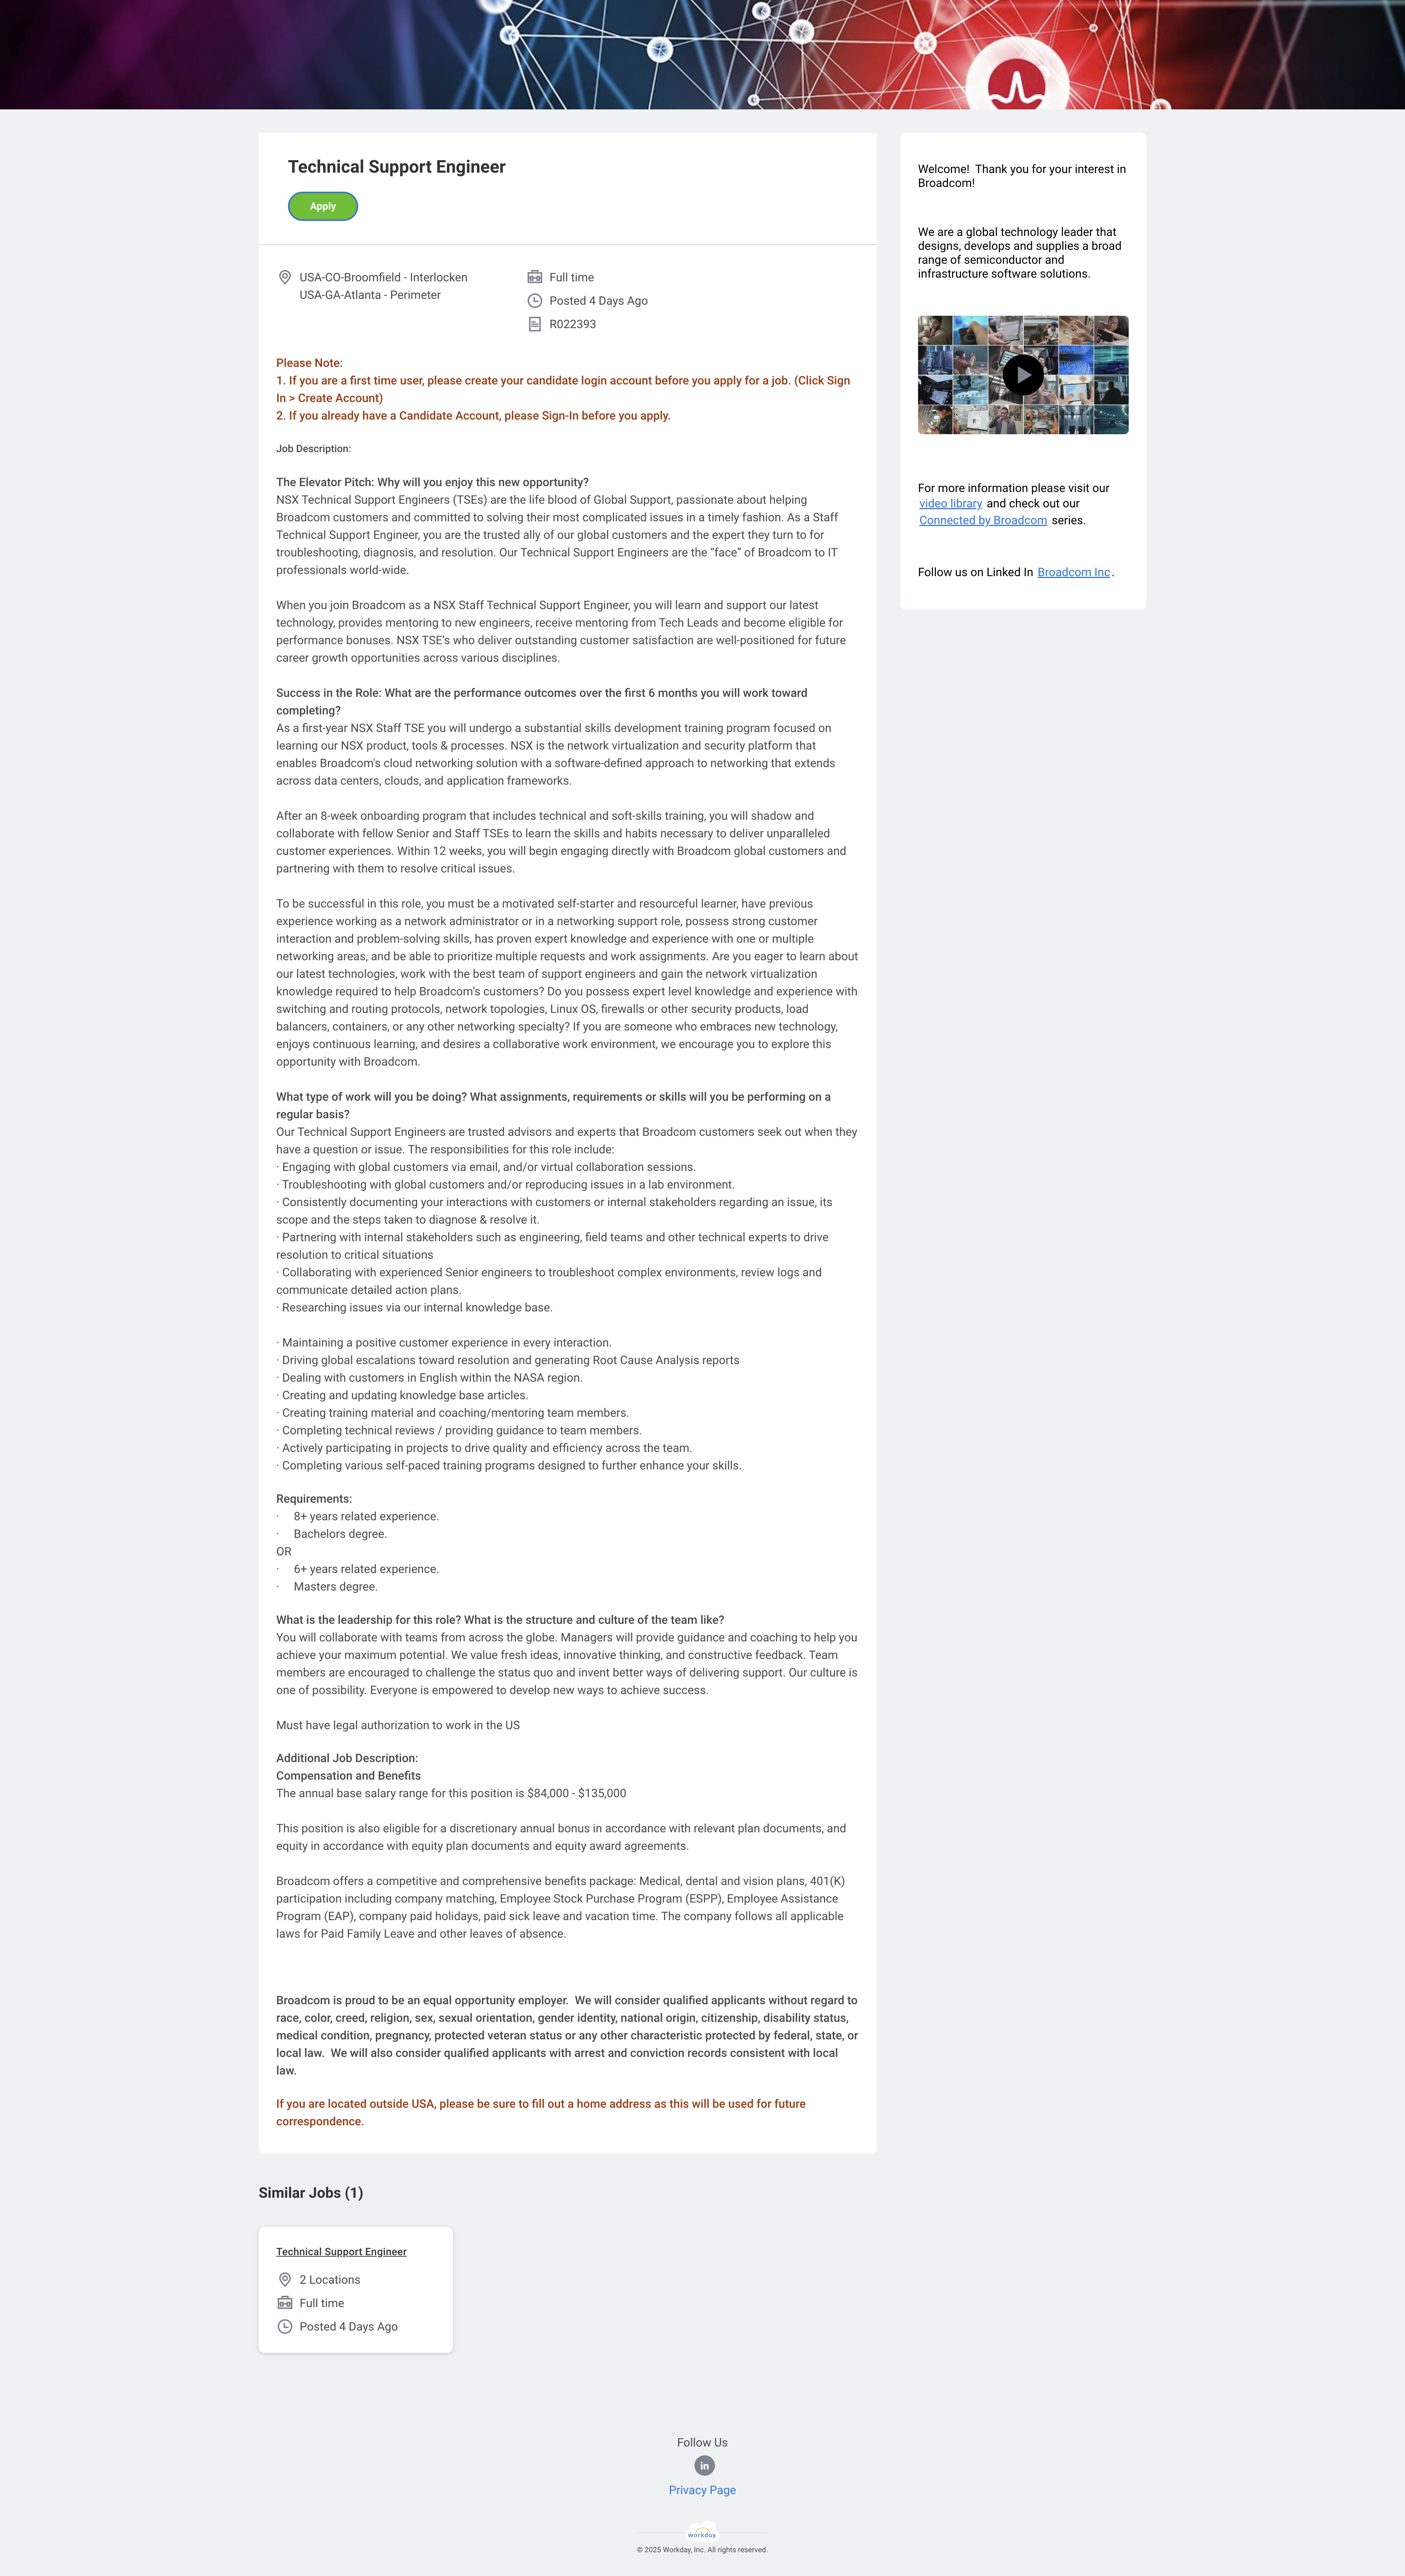 Technical Support Engineer
Apply
USA-CO-Broomfield - Interlocken
USA-GA-Atlanta - Perimeter
Full time
Posted 4 Days Ago
R022393
Please Note:
1. If you are a first time user, please create your candidate login account before you apply for a job. (Click Sign
In > Create Account)
2. If you already have a Candidate Account, please Sign-In before you apply.
Job Description:
The Elevator Pitch: Why will you enjoy this new opportunity?
NSX Technical Support Engineers (TSEs) are the life blood of Global Support, passionate about helping
Broadcom customers and committed to solving their most complicated issues in a timely fashion. As a Staff
Technical Support Engineer, you are the trusted ally of our global customers and the expert they turn to for
troubleshooting, diagnosis, and resolution. Our Technical Support Engineers are the “face” of Broadcom to IT
professionals world-wide.
When you join Broadcom as a NSX Staff Technical Support Engineer, you will learn and support our latest
technology, provides mentoring to new engineers, receive mentoring from Tech Leads and become eligible for
performance bonuses. NSX TSE’s who deliver outstanding customer satisfaction are well-positioned for future
career growth opportunities across various disciplines.
Success in the Role: What are the performance outcomes over the first 6 months you will work toward
completing?
As a first-year NSX Staff TSE you will undergo a substantial skills development training program focused on
learning our NSX product, tools & processes. NSX is the network virtualization and security platform that
enables Broadcom's cloud networking solution with a software-defined approach to networking that extends
across data centers, clouds, and application frameworks.
After an 8-week onboarding program that includes technical and soft-skills training, you will shadow and
collaborate with fellow Senior and Staff TSEs to learn the skills and habits necessary to deliver unparalleled
customer experiences. Within 12 weeks, you will begin engaging directly with Broadcom global customers and
partnering with them to resolve critical issues.
To be successful in this role, you must be a motivated self-starter and resourceful learner, have previous
experience working as a network administrator or in a networking support role, possess strong customer
interaction and problem-solving skills, has proven expert knowledge and experience with one or multiple
networking areas, and be able to prioritize multiple requests and work assignments. Are you eager to learn about
our latest technologies, work with the best team of support engineers and gain the network virtualization
knowledge required to help Broadcom’s customers? Do you possess expert level knowledge and experience with
switching and routing protocols, network topologies, Linux OS, firewalls or other security products, load
balancers, containers, or any other networking specialty? If you are someone who embraces new technology,
enjoys continuous learning, and desires a collaborative work environment, we encourage you to explore this
opportunity with Broadcom.
What type of work will you be doing? What assignments, requirements or skills will you be performing on a
regular basis?
Our Technical Support Engineers are trusted advisors and experts that Broadcom customers seek out when they
have a question or issue. The responsibilities for this role include:
· Engaging with global customers via email, and/or virtual collaboration sessions.
· Troubleshooting with global customers and/or reproducing issues in a lab environment.
· Consistently documenting your interactions with customers or internal stakeholders regarding an issue, its
scope and the steps taken to diagnose & resolve it.
· Partnering with internal stakeholders such as engineering, field teams and other technical experts to drive
resolution to critical situations
· Collaborating with experienced Senior engineers to troubleshoot complex environments, review logs and
communicate detailed action plans.
· Researching issues via our internal knowledge base.
· Maintaining a positive customer experience in every interaction.
· Driving global escalations toward resolution and generating Root Cause Analysis reports
· Dealing with customers in English within the NASA region.
· Creating and updating knowledge base articles.
· Creating training material and coaching/mentoring team members.
· Completing technical reviews / providing guidance to team members.
· Actively participating in projects to drive quality and efficiency across the team.
· Completing various self-paced training programs designed to further enhance your skills.
Requirements:
· 8+ years related experience.
· Bachelors degree.
OR
· 6+ years related experience.
· Masters degree.
What is the leadership for this role? What is the structure and culture of the team like?
You will collaborate with teams from across the globe. Managers will provide guidance and coaching to help you
achieve your maximum potential. We value fresh ideas, innovative thinking, and constructive feedback. Team
members are encouraged to challenge the status quo and invent better ways of delivering support. Our culture is
one of possibility. Everyone is empowered to develop new ways to achieve success.
Must have legal authorization to work in the US
Additional Job Description:
Compensation and Benefits
The annual base salary range for this position is $84,000 - $135,000
This position is also eligible for a discretionary annual bonus in accordance with relevant plan documents, and
equity in accordance with equity plan documents and equity award agreements.
Broadcom offers a competitive and comprehensive benefits package: Medical, dental and vision plans, 401(K)
participation including company matching, Employee Stock Purchase Program (ESPP), Employee Assistance
Program (EAP), company paid holidays, paid sick leave and vacation time. The company follows all applicable
laws for Paid Family Leave and other leaves of absence.
Broadcom is proud to be an equal opportunity employer.  We will consider qualified applicants without regard to
race, color, creed, religion, sex, sexual orientation, gender identity, national origin, citizenship, disability status,
medical condition, pregnancy, protected veteran status or any other characteristic protected by federal, state, or
local law.  We will also consider qualified applicants with arrest and conviction records consistent with local
law.
If you are located outside USA, please be sure to fill out a home address as this will be used for future
correspondence.
Welcome!  Thank you for your interest in
Broadcom!
We are a global technology leader that
designs, develops and supplies a broad
range of semiconductor and
infrastructure software solutions.
For more information please visit our
video library and check out our
Connected by Broadcom series.
Follow us on Linked In Broadcom Inc.
Similar Jobs (1)
Technical Support Engineer
2 Locations
Full time
Posted 4 Days Ago
Follow Us
in
Privacy Page
workday.
© 2025 Workday, Inc. All rights reserved.